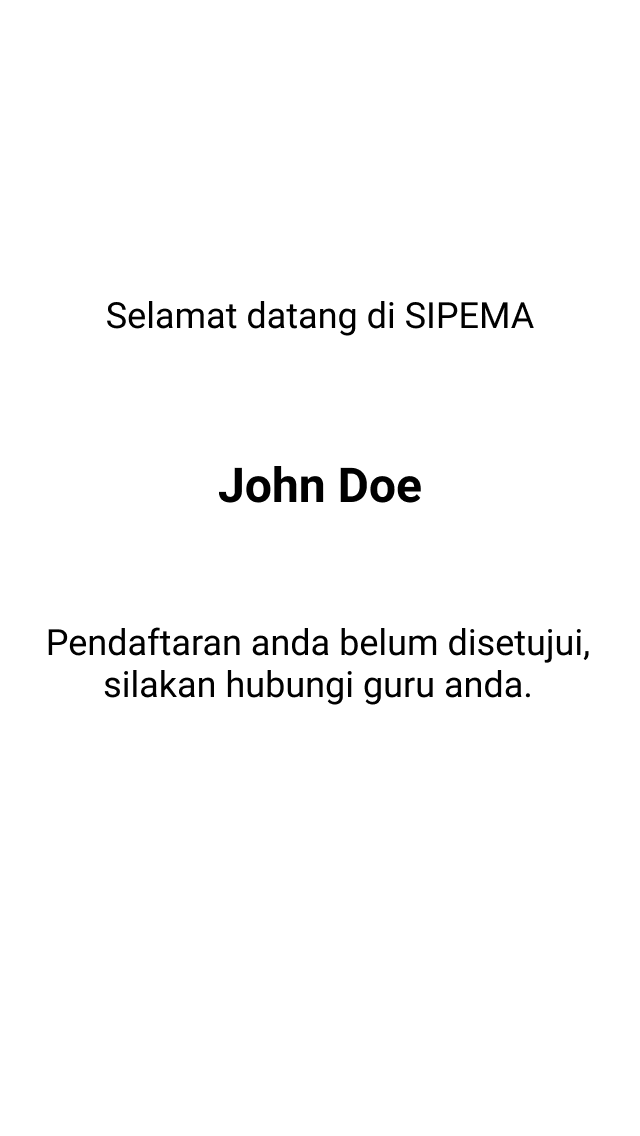 Selamat datang di SIPEMA
John Doe
Pendaftaran anda belum disetujui,
silakan hubungi guru anda.